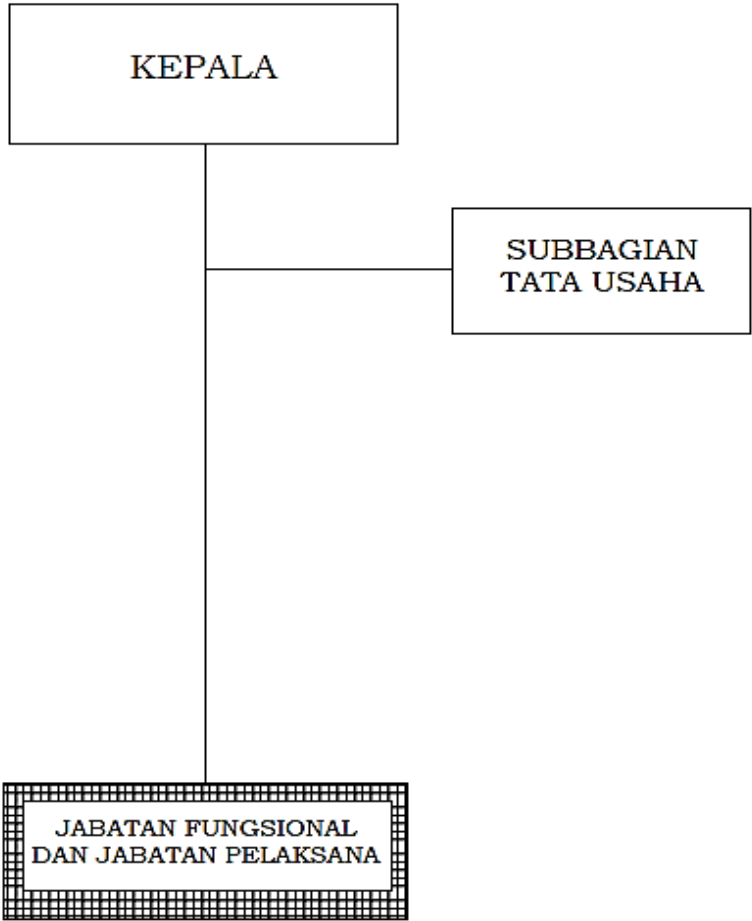 KEPALA
SUBBAGIAN
TATA USAHA
JABATAN FUNGSIONAL
DAN JABATAN PELAKSANA